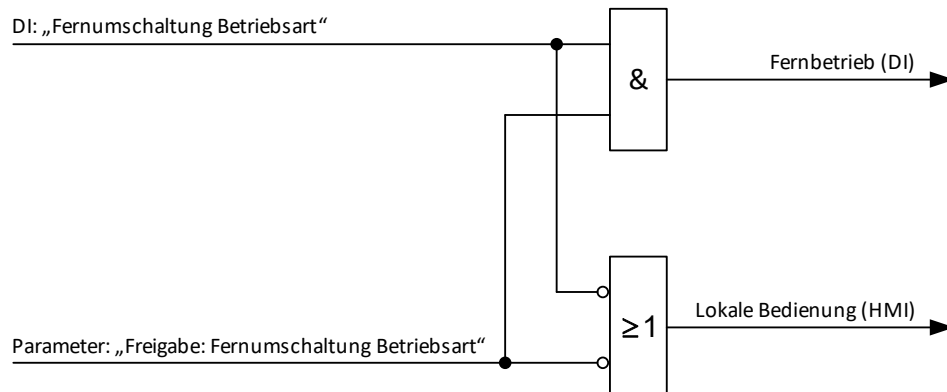 DI: „Fernumschaltung Betriebsart“
&
Fernbetrieb (DI)
≥1
Lokale Bedienung (HMI)
Parameter: „Freigabe: Fernumschaltung Betriebsart“